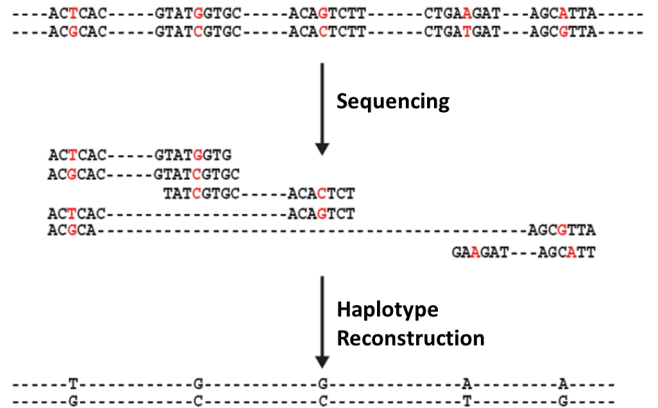 ----ACTCAC-----GTATGGTGC-----ACAGTCTT------CTGAAGAT---AGCATTA-----
----ACGCAC-----GTATCGTGC-----ACACTCTT------CTGATGAT---AGCGTTA-----
Sequencing
ACTCAC-----GTATGGTG
ACGCAC-----GTATCGTGC
TATCGTGC-----ACACTCT
ACTCAC-------------------ACAGTCT
ACGCA---------------------------------------------AGCGTTA
GAAGAT---AGCATT
Haplotype
Reconstruction
------T------------G-------------G---------------A----------A-----
------G------------C-------------C---------------T----------G-----